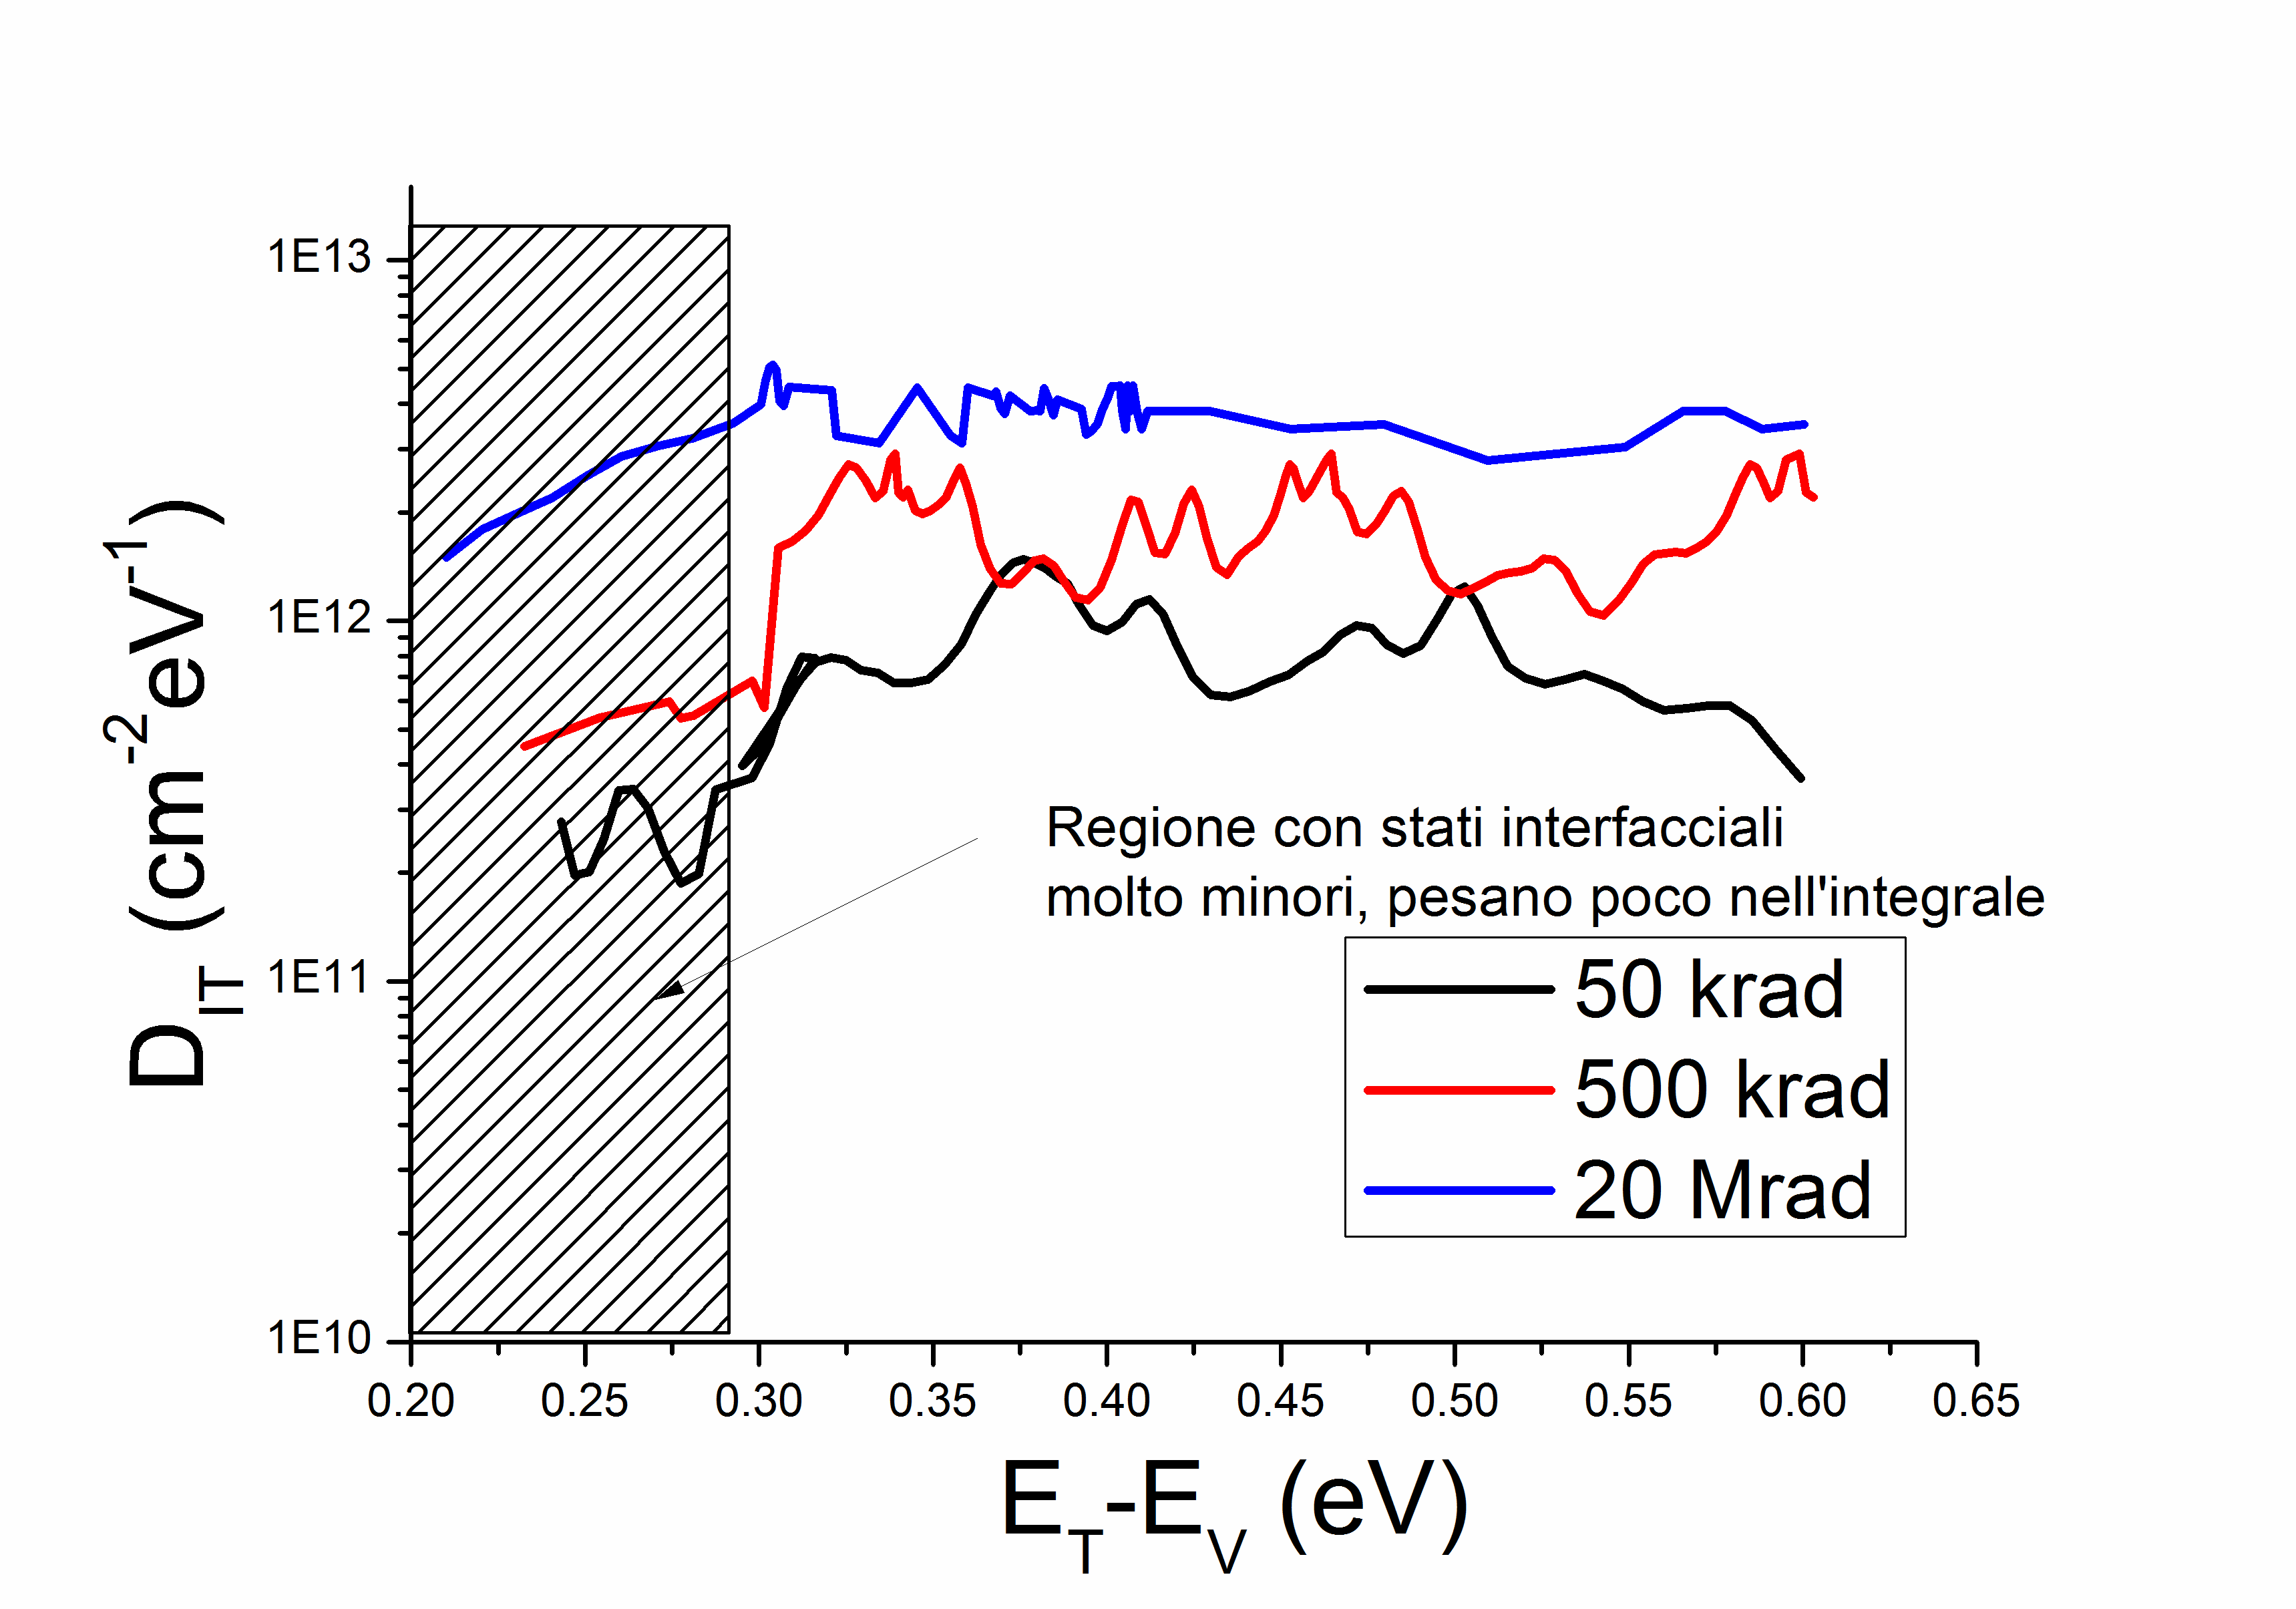 1E13
1E12
1E11
1E10
D_IT (cm^-2 eV^-1)
Regione con stati interfacciali
molto minori, pesano poco nell'integrale
50 krad
500 krad
20 Mrad
0.20 0.25 0.30 0.35 0.40 0.45 0.50 0.55 0.60 0.65
E_T-E_V (eV)